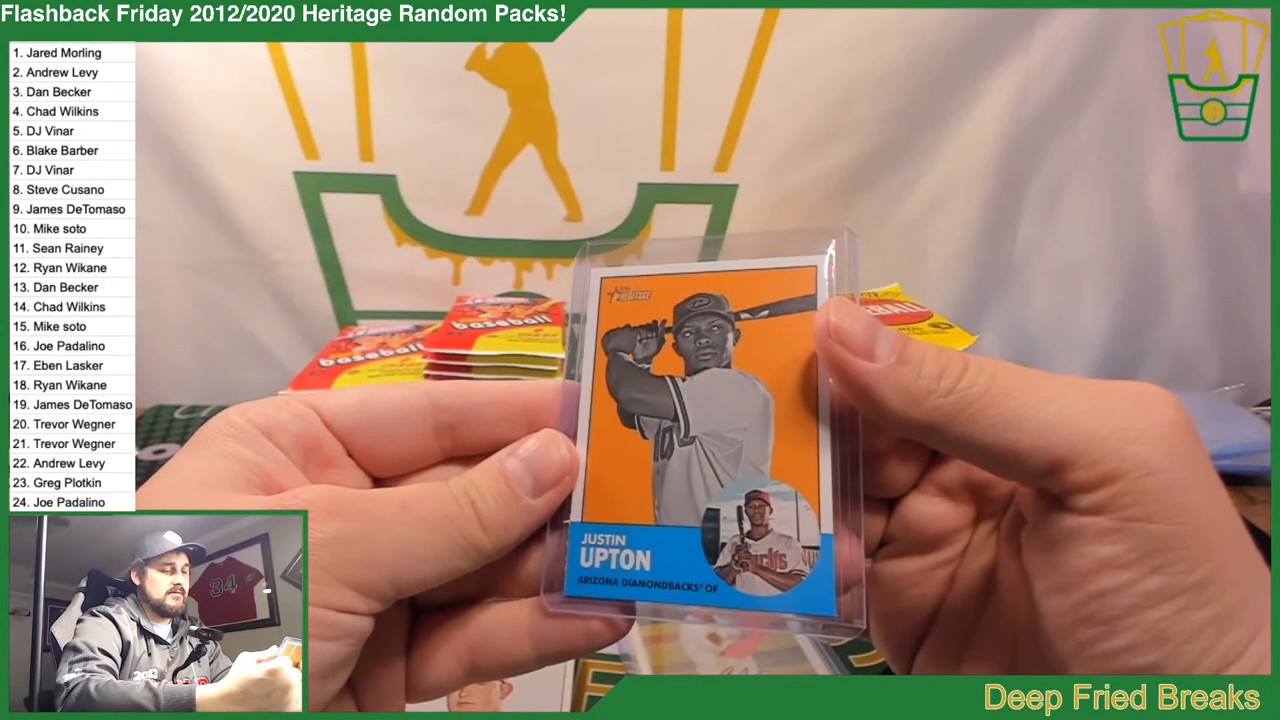 Flashback Friday 2012/2020 Heritage Random Packs!
1. Jared Morling
2. Andrew Levy
3. Dan Becker
4. Chad Wilkins
5. DJ Vinar
6. Blake Barber
7. DJ Vinar
8. Steve Cusano
9. James DeTomaso
10. Mike soto
11. Sean Rainey
12. Ryan Wikane
13. Dan Becker
14. Chad Wilkins
15. Mike soto
16. Joe Padalino
17. Eben Lasker
18. Ryan Wikane
19. James DeTomaso
20. Trevor Wegner
21. Trevor Wegner
22. Andrew Levy
23. Greg Plotkin
24. Joe Padalino
baseball
baseball
HERITAGE
JUSTIN
UPTON
ARIZONA DIAMONDBACKS® OF
34
2013
Deep Fried Breaks